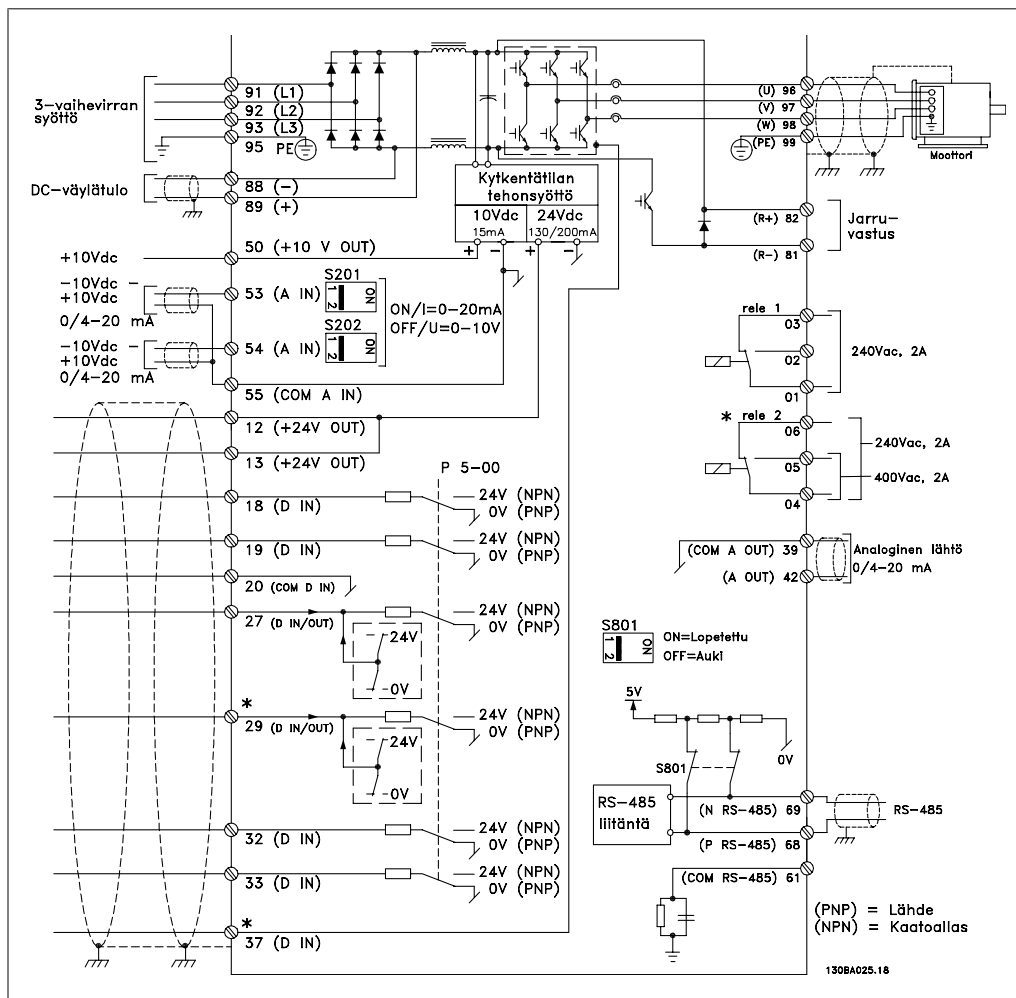 3-vaihevirran
syöttö
91 (L1)
92 (L2)
93 (L3)
95 PE
DC-väylätulo
88 (-)
89 (+)
+10Vdc
50 (+10 V OUT)
-10Vdc -
+10Vdc
0/4-20 mA
53 (A IN)
S201
1 2
ON
ON/I=0-20mA
OFF/U=0-10V
S202
1 2
ON
-10Vdc -
+10Vdc
0/4-20 mA
54 (A IN)
55 (COM A IN)
12 (+24V OUT)
13 (+24V OUT)
P 5-00
18 (D IN)
24V (NPN)
0V (PNP)
19 (D IN)
24V (NPN)
0V (PNP)
20 (COM D IN)
27 (D IN/OUT)
24V (NPN)
0V (PNP)
24V
0V
*
29 (D IN/OUT)
24V (NPN)
0V (PNP)
24V
0V
32 (D IN)
24V (NPN)
0V (PNP)
33 (D IN)
24V (NPN)
0V (PNP)
*
37 (D IN)
Kytkentätilan
tehonsyöttö
10Vdc
15mA
24Vdc
130/200mA
+ - + -
(U) 96
(V) 97
(W) 98
(PE) 99
Moottori
(R+) 82
(R-) 81
Jarru-
vastus
rele 1
03
02
01
240Vac, 2A
* rele 2
06
05
04
240Vac, 2A
400Vac, 2A
(COM A OUT) 39
(A OUT) 42
Analoginen lähtö
0/4-20 mA
S801
1 2
ON
ON=Lopetettu
OFF=Auki
5V
0V
S801
RS-485
liitäntä
(N RS-485) 69
(P RS-485) 68
(COM RS-485) 61
RS-485
(PNP) = Lähde
(NPN) = Kaatoallas
130BA025.18